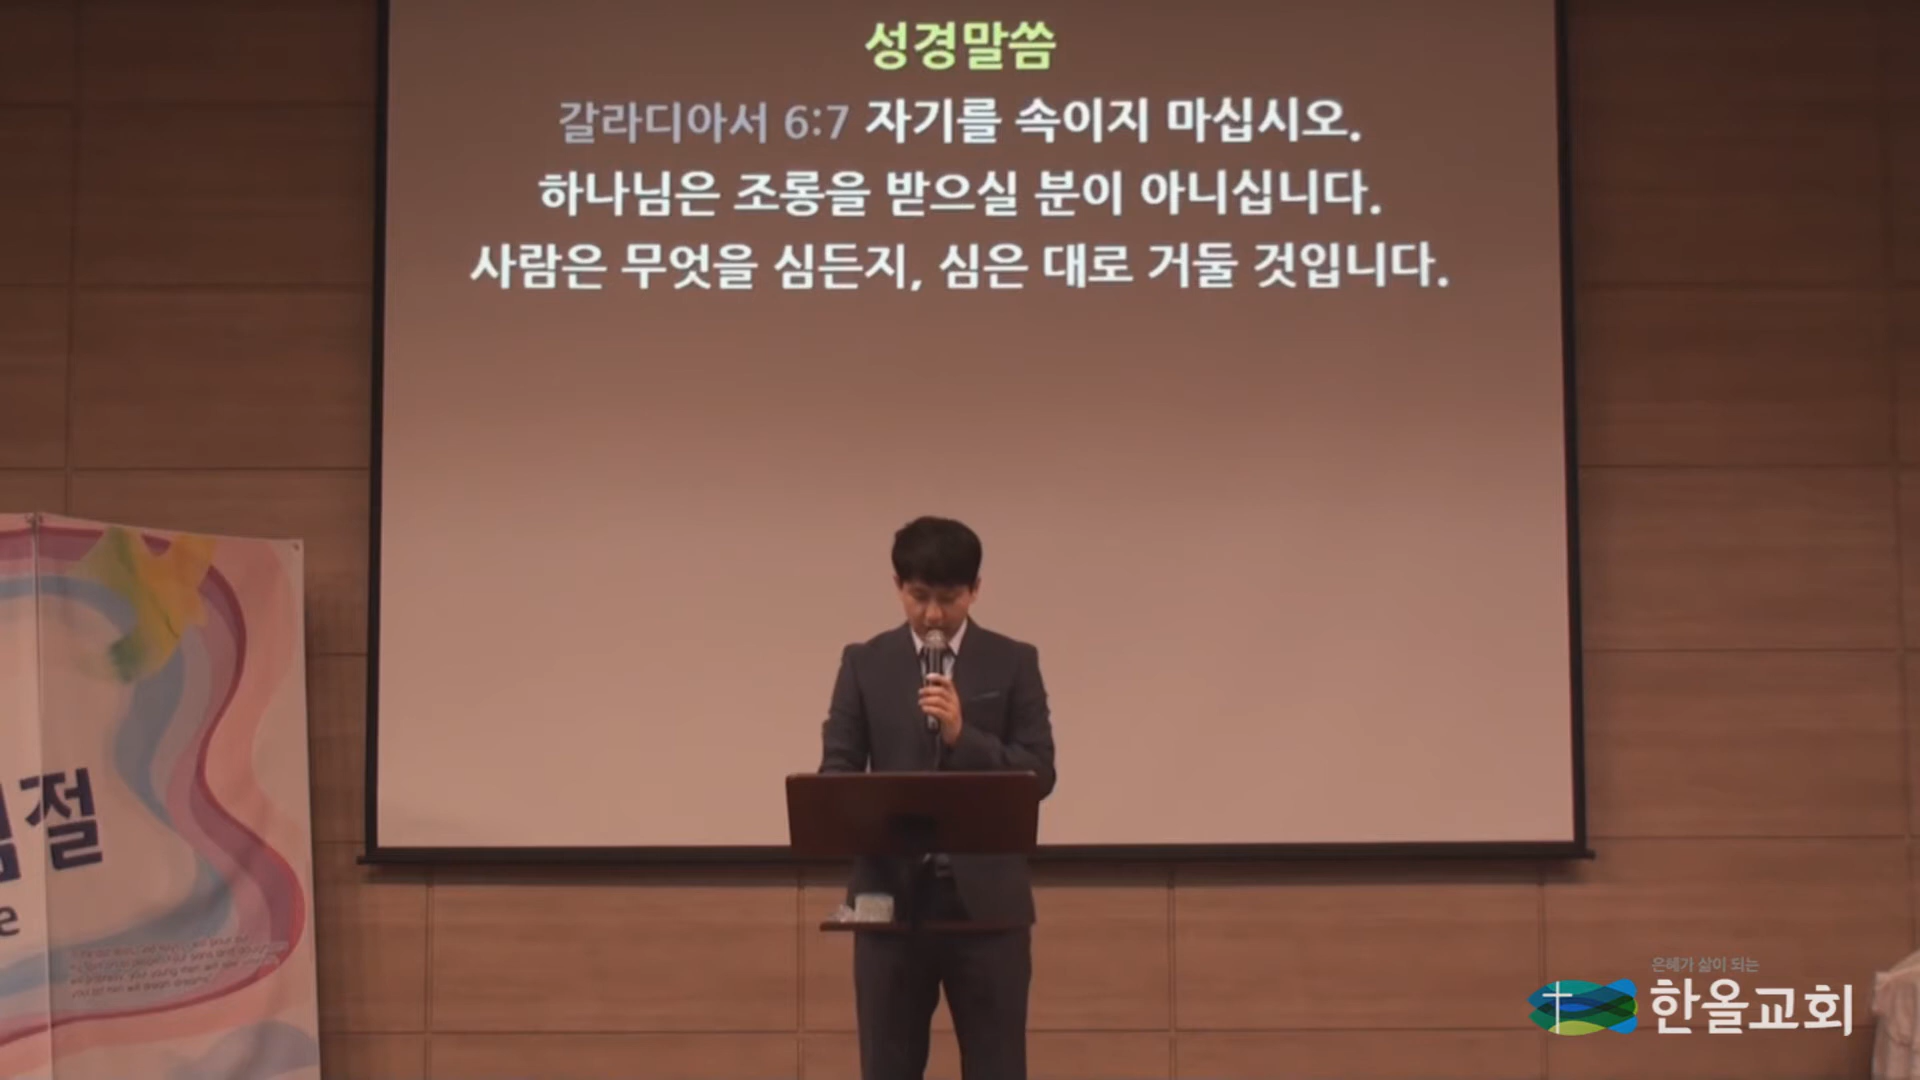 성경말씀
갈라디아서 6:7 자기를 속이지 마십시오.
하나님은 조롱을 받으실 분이 아니십니다.
사람은 무엇을 심든지, 심은 대로 거둘 것입니다.
절
e
은혜가 삶이 되는
한올교회